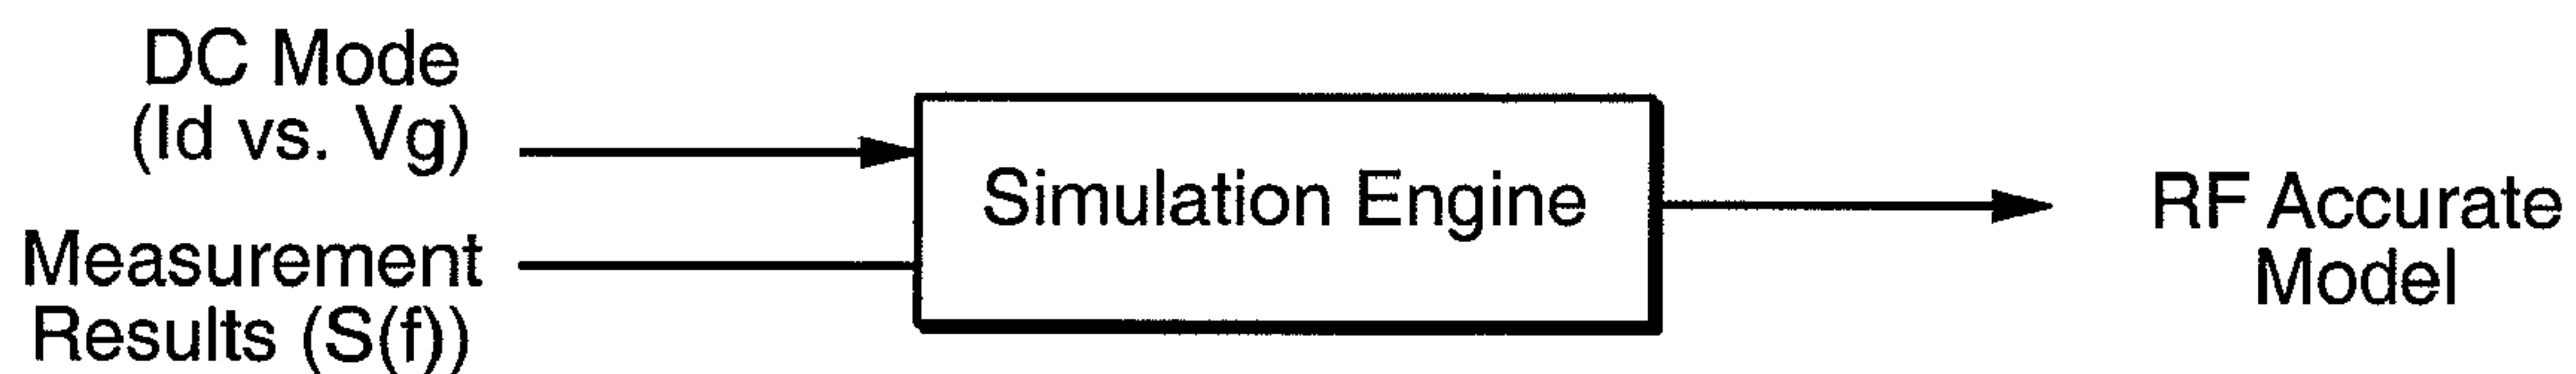 DC Mode
(Id vs. Vg)
Measurement
Results (S(f))
Simulation Engine
RF Accurate
Model